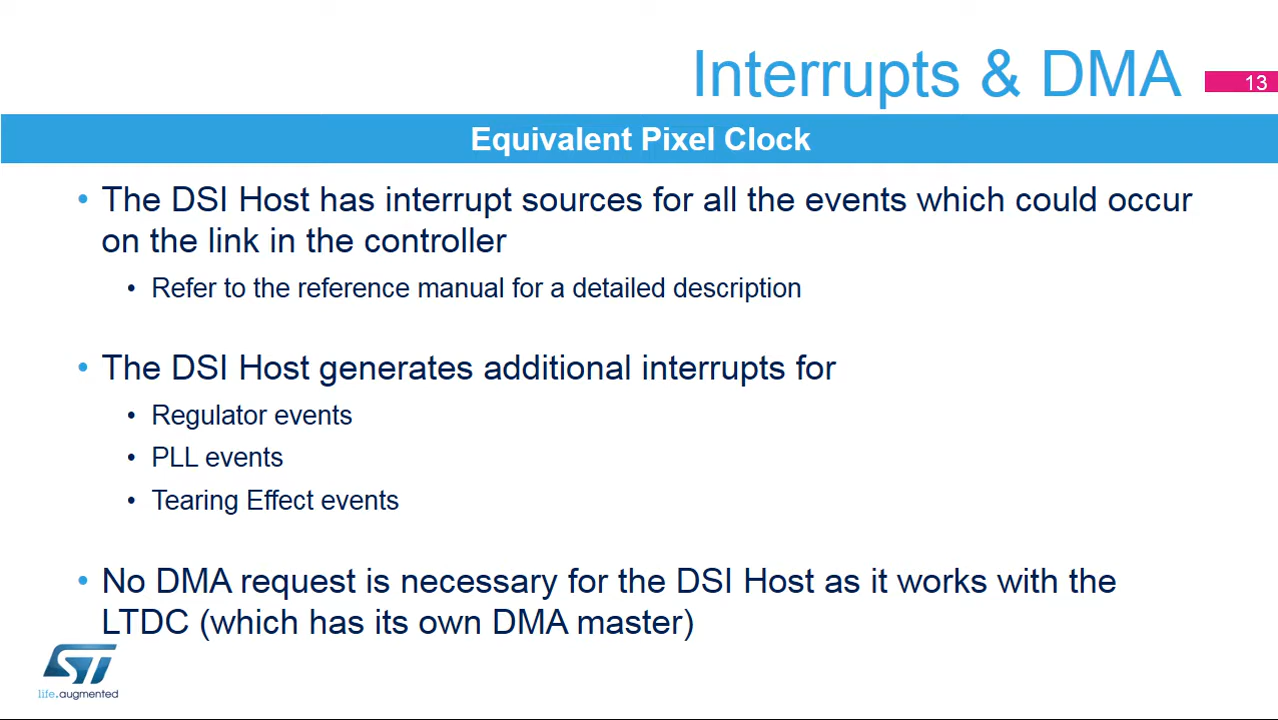 Interrupts & DMA
13
Equivalent Pixel Clock
• The DSI Host has interrupt sources for all the events which could occur
on the link in the controller
• Refer to the reference manual for a detailed description
• The DSI Host generates additional interrupts for
• Regulator events
• PLL events
• Tearing Effect events
• No DMA request is necessary for the DSI Host as it works with the
LTDC (which has its own DMA master)
ST
life.augmented